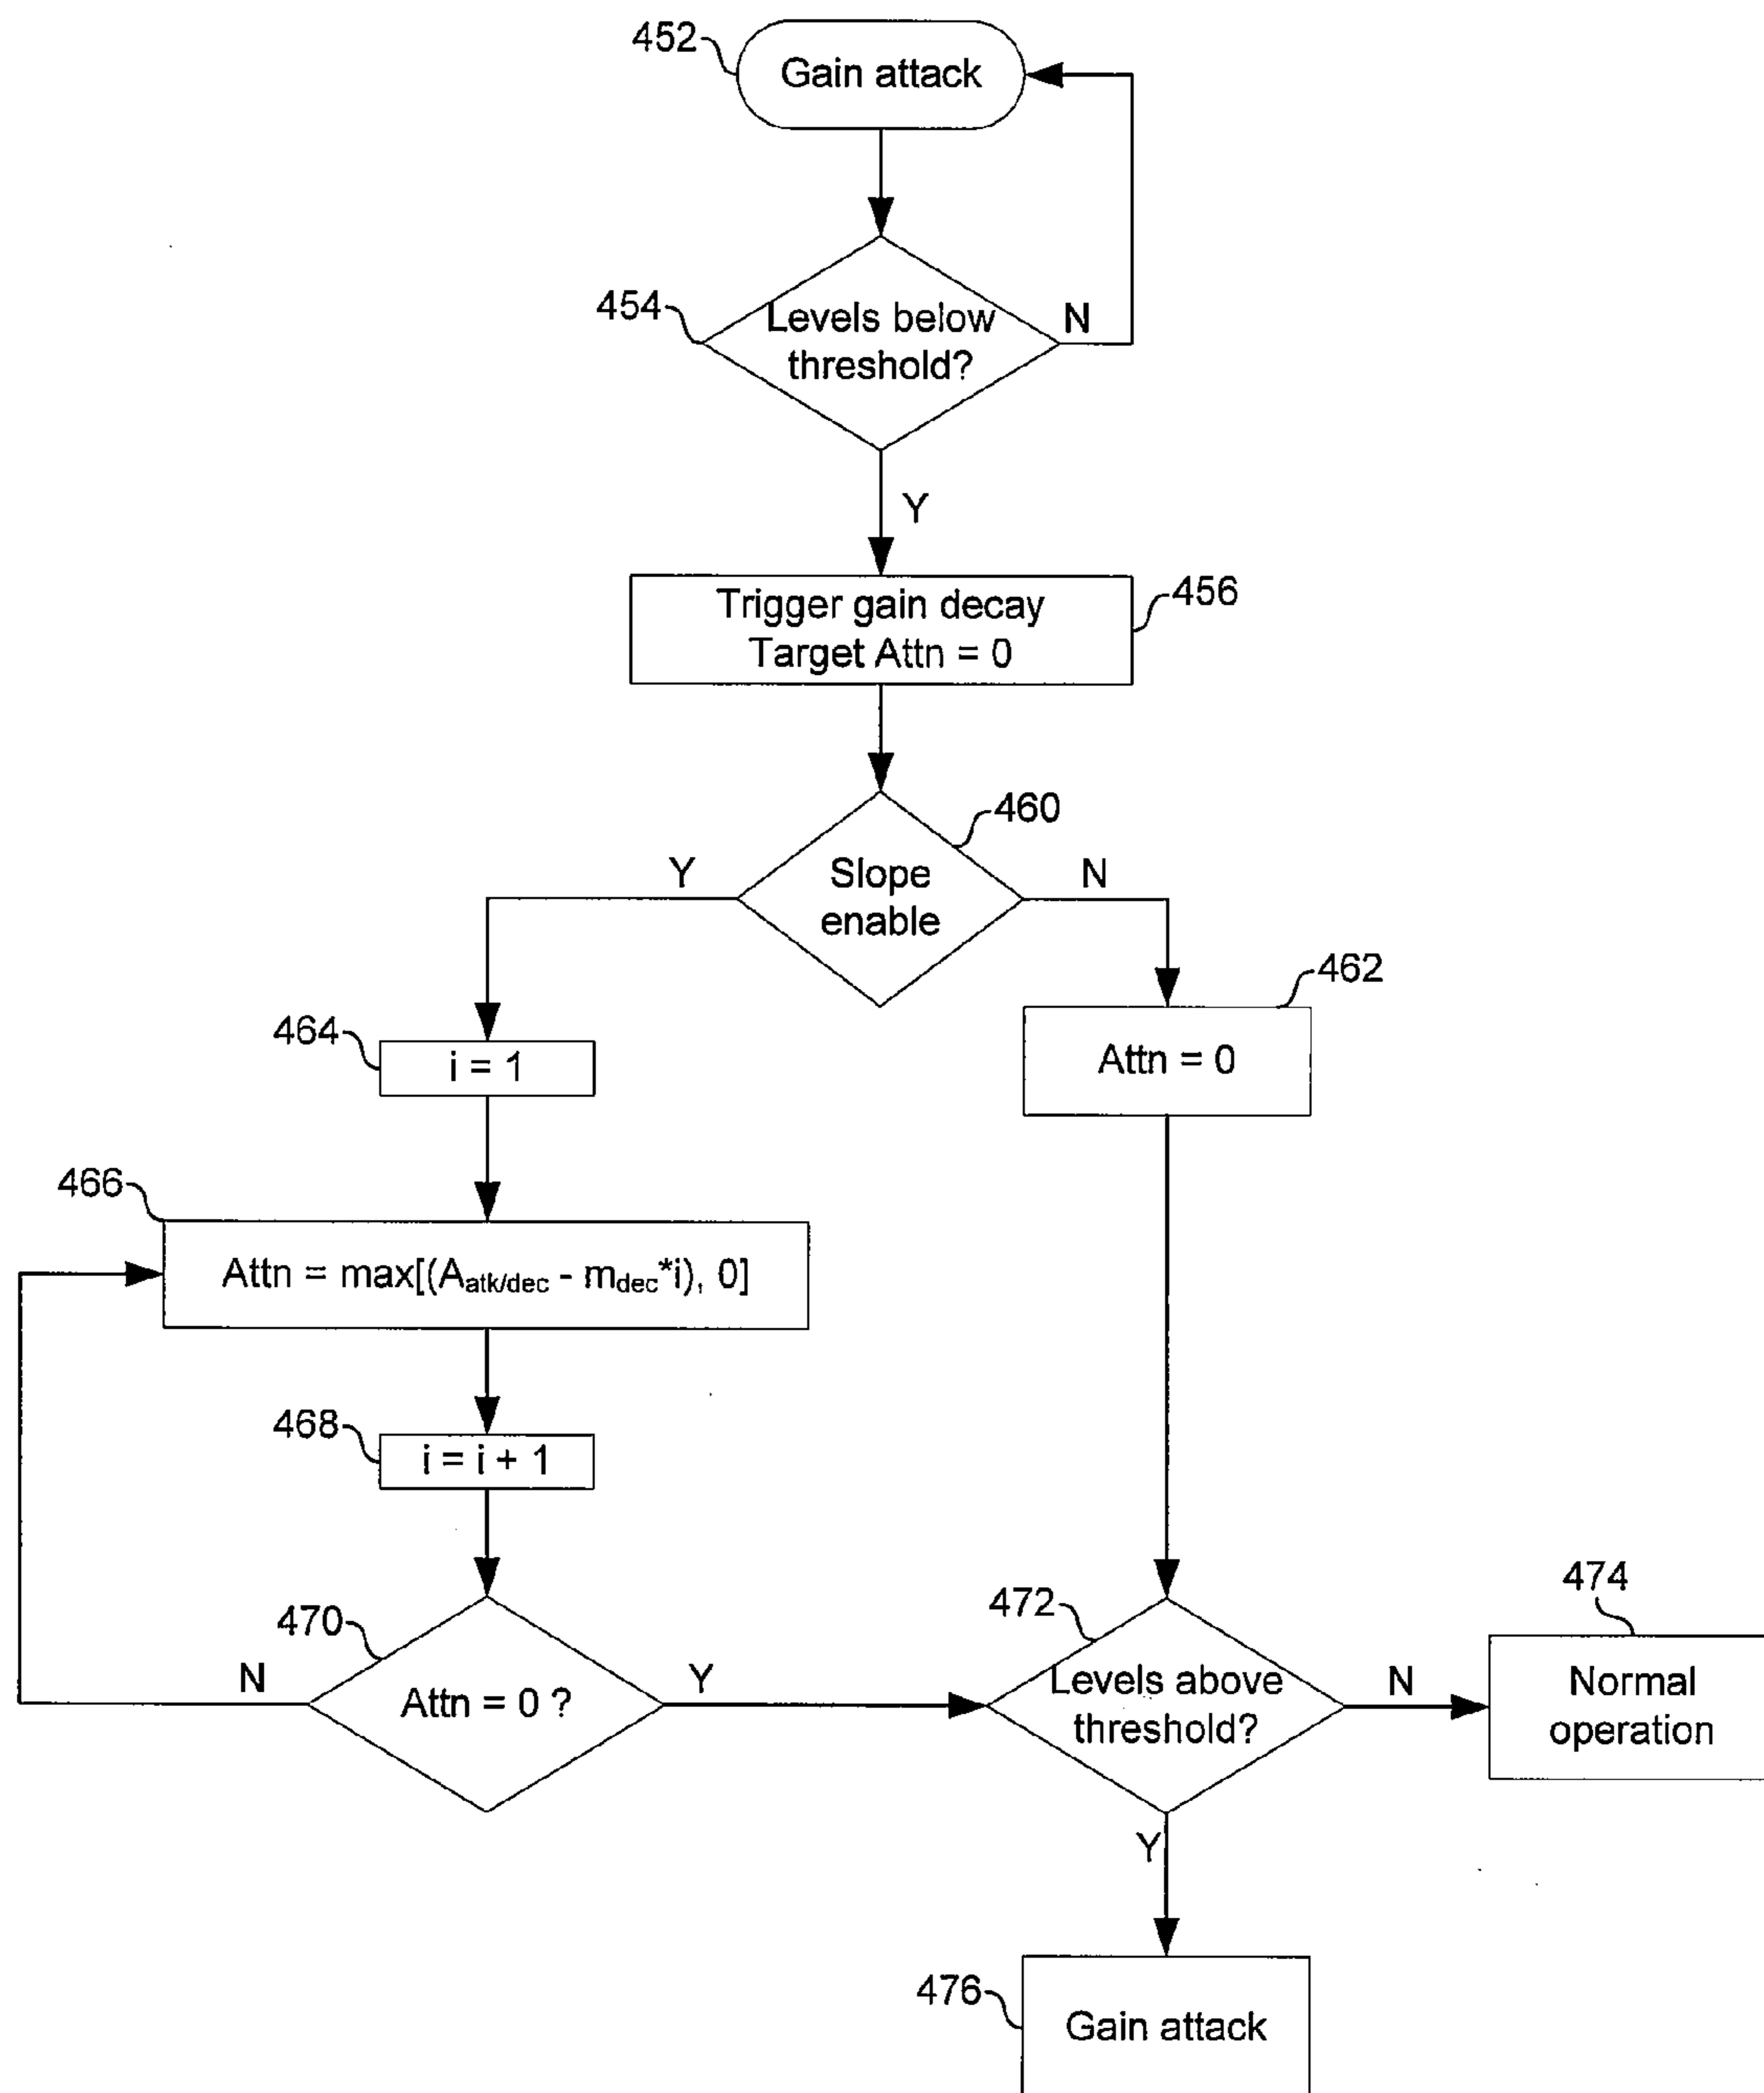 452
Gain attack
454
Levels below
threshold?
N
Y
Trigger gain decay
Target Attn = 0
456
460
Y
Slope
enable
N
462
464
i = 1
Attn = 0
466
Attn = max[(Aatk/dec - mdec*i), 0]
468
i = i + 1
470
N
Attn = 0 ?
Y
472
Levels above
threshold?
N
474
Normal
operation
Y
476
Gain attack